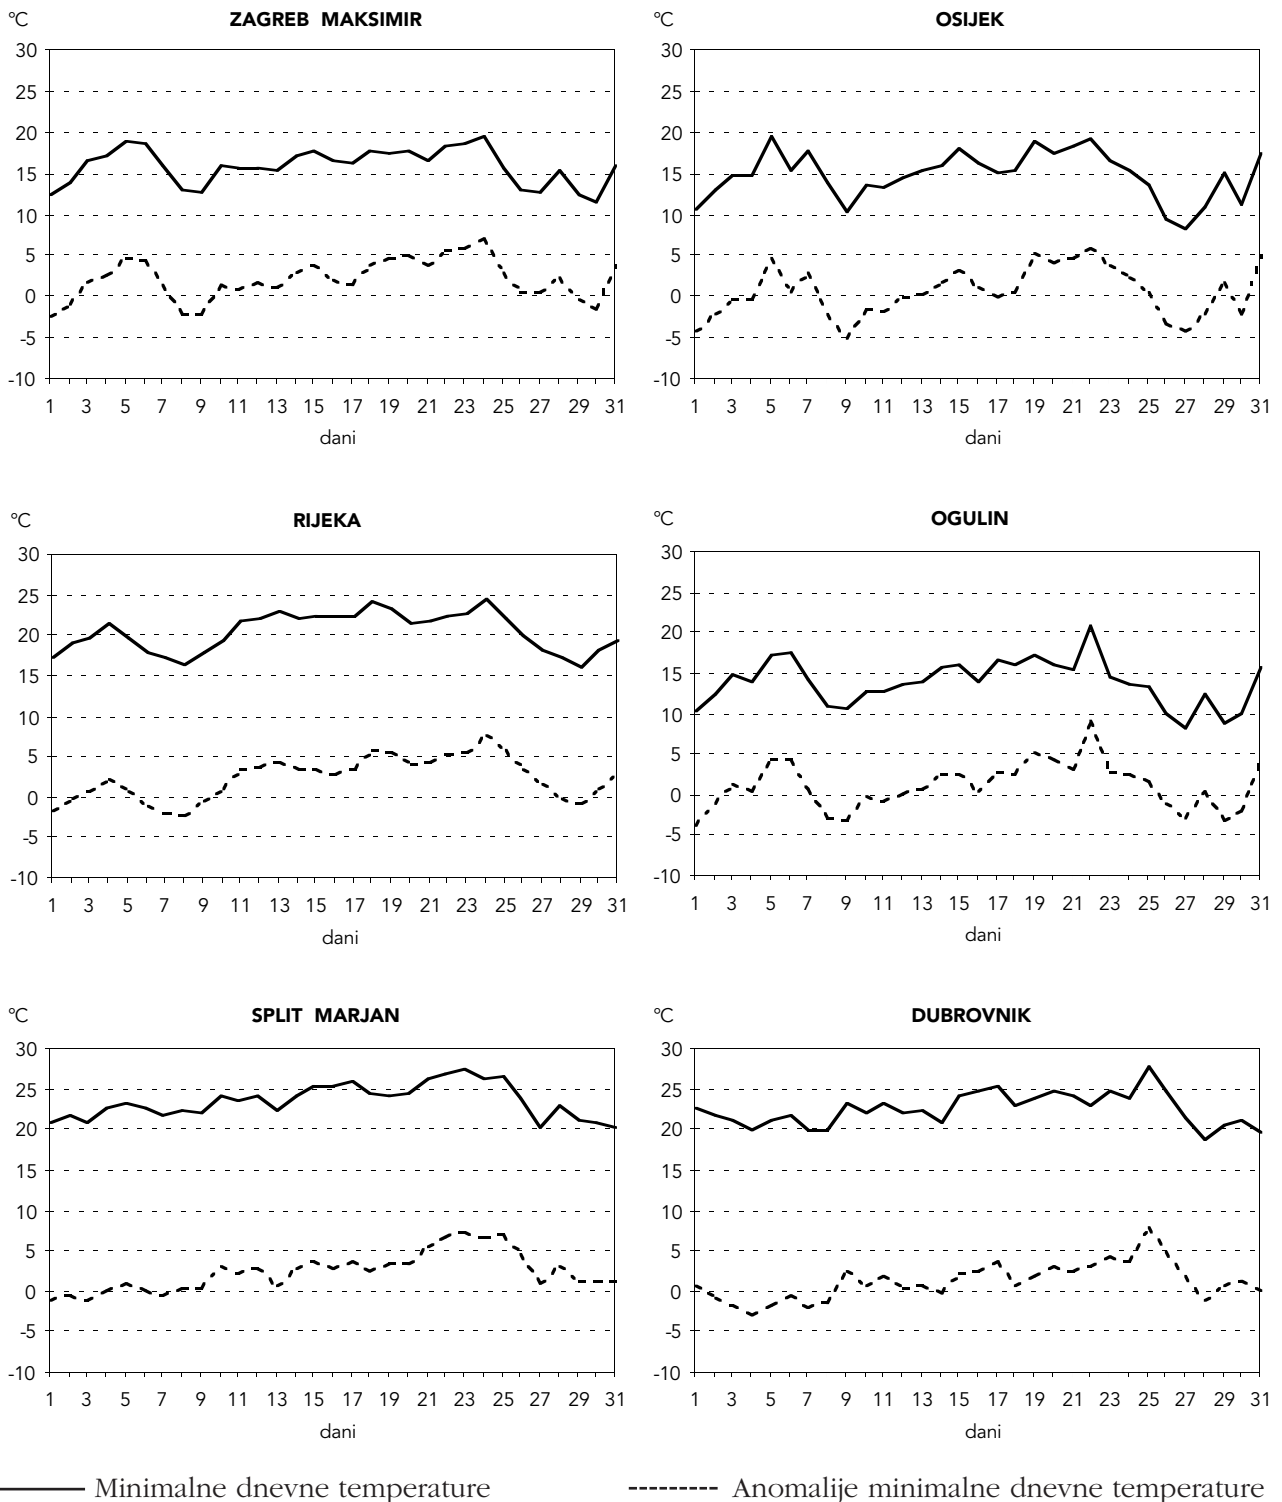 °C ZAGREB MAKSIMIR
30
25
20
15
10
5
0
-5
-10
1 3 5 7 9 11 13 15 17 19 21 23 25 27 29 31
dani
°C OSIJEK
30
25
20
15
10
5
0
-5
-10
1 3 5 7 9 11 13 15 17 19 21 23 25 27 29 31
dani
°C RIJEKA
30
25
20
15
10
5
0
-5
-10
1 3 5 7 9 11 13 15 17 19 21 23 25 27 29 31
dani
°C OGULIN
30
25
20
15
10
5
0
-5
-10
1 3 5 7 9 11 13 15 17 19 21 23 25 27 29 31
dani
°C SPLIT MARJAN
30
25
20
15
10
5
0
-5
-10
1 3 5 7 9 11 13 15 17 19 21 23 25 27 29 31
dani
°C DUBROVNIK
30
25
20
15
10
5
0
-5
-10
1 3 5 7 9 11 13 15 17 19 21 23 25 27 29 31
dani
Minimalne dnevne temperature
Anomalije minimalne dnevne temperature